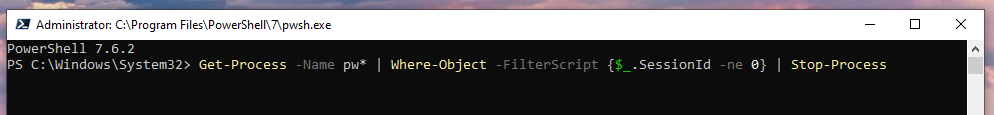 Administrator: C:\Program Files\PowerShell\7\pwsh.exe
PowerShell 7.6.2
PS C:\Windows\System32> Get-Process -Name pw* | Where-Object -FilterScript {$_.SessionId -ne 0} | Stop-Process